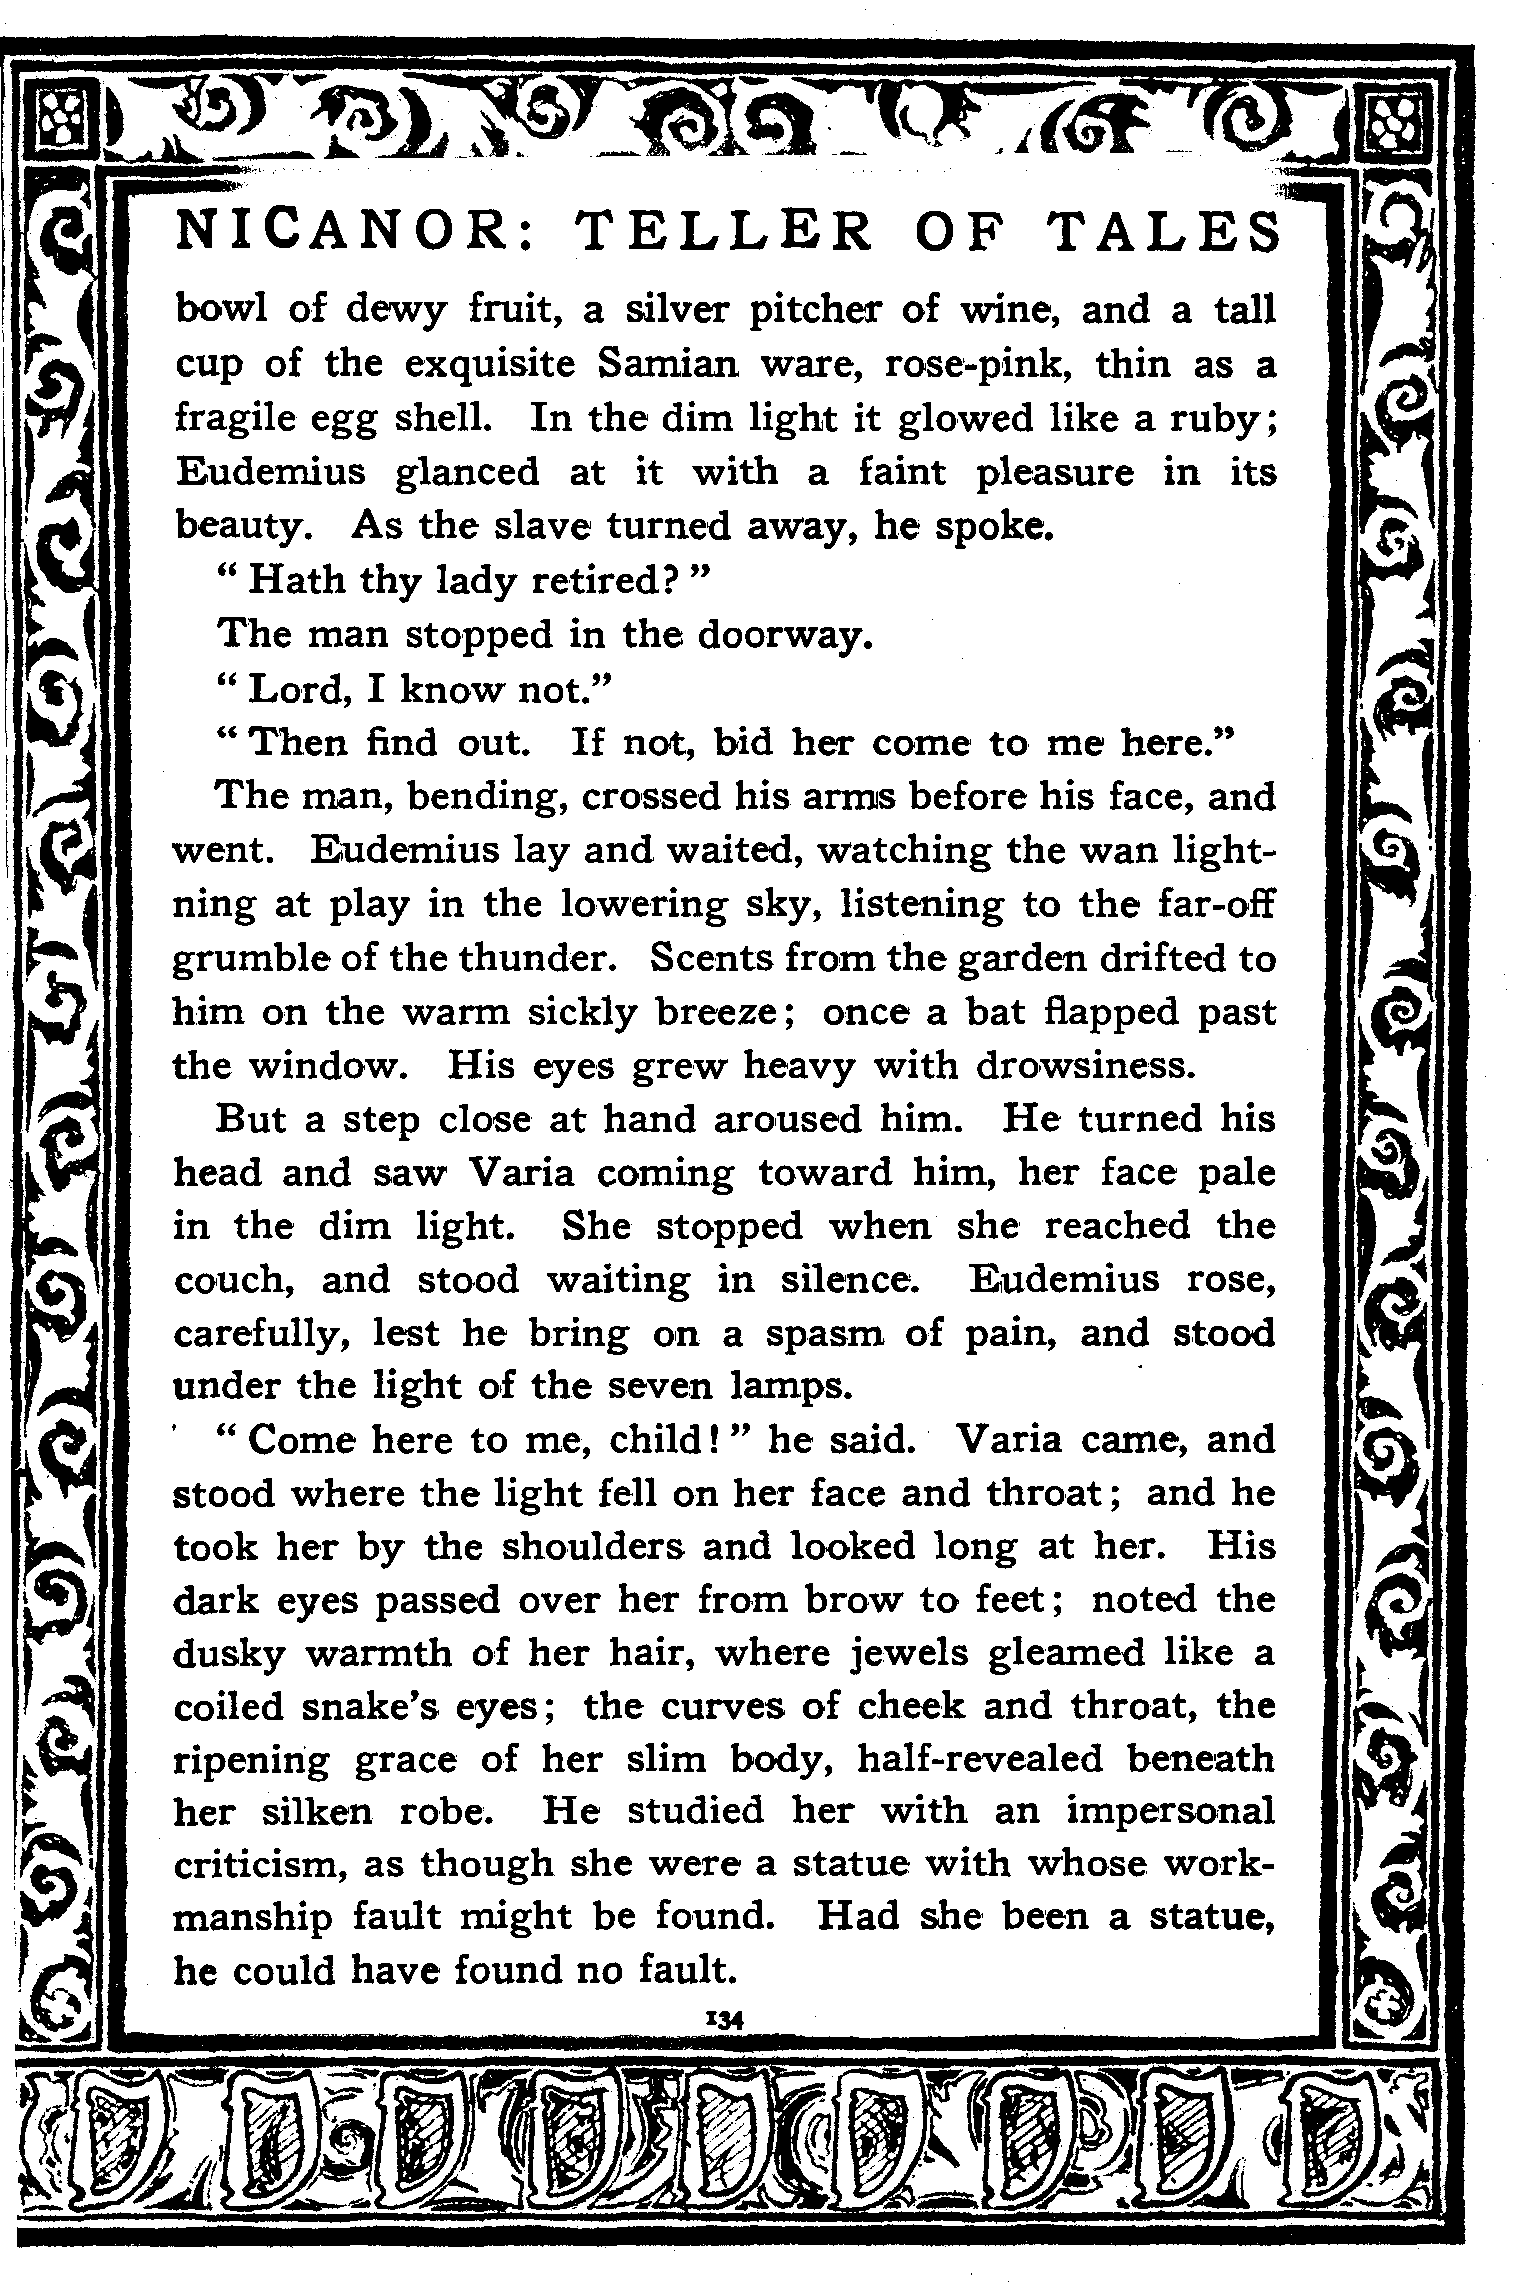 NICANOR: TELLER OF TALES
bowl of dewy fruit, a silver pitcher of wine, and a tall
cup of the exquisite Samian ware, rose-pink, thin as a
fragile egg shell. In the dim light it glowed like a ruby;
Eudemius glanced at it with a faint pleasure in its
beauty. As the slave turned away, he spoke.
“Hath thy lady retired?”
The man stopped in the doorway.
“Lord, I know not.”
“Then find out. If not, bid her come to me here.”
The man, bending, crossed his arms before his face, and
went. Eudemius lay and waited, watching the wan light-
ning at play in the lowering sky, listening to the far-off
grumble of the thunder. Scents from the garden drifted to
him on the warm sickly breeze; once a bat flapped past
the window. His eyes grew heavy with drowsiness.
But a step close at hand aroused him. He turned his
head and saw Varia coming toward him, her face pale
in the dim light. She stopped when she reached the
couch, and stood waiting in silence. Eudemius rose,
carefully, lest he bring on a spasm of pain, and stood
under the light of the seven lamps.
“Come here to me, child!” he said. Varia came, and
stood where the light fell on her face and throat; and he
took her by the shoulders and looked long at her. His
dark eyes passed over her from brow to feet; noted the
dusky warmth of her hair, where jewels gleamed like a
coiled snake’s eyes; the curves of cheek and throat, the
ripening grace of her slim body, half-revealed beneath
her silken robe. He studied her with an impersonal
criticism, as though she were a statue with whose work-
manship fault might be found. Had she been a statue,
he could have found no fault.
134